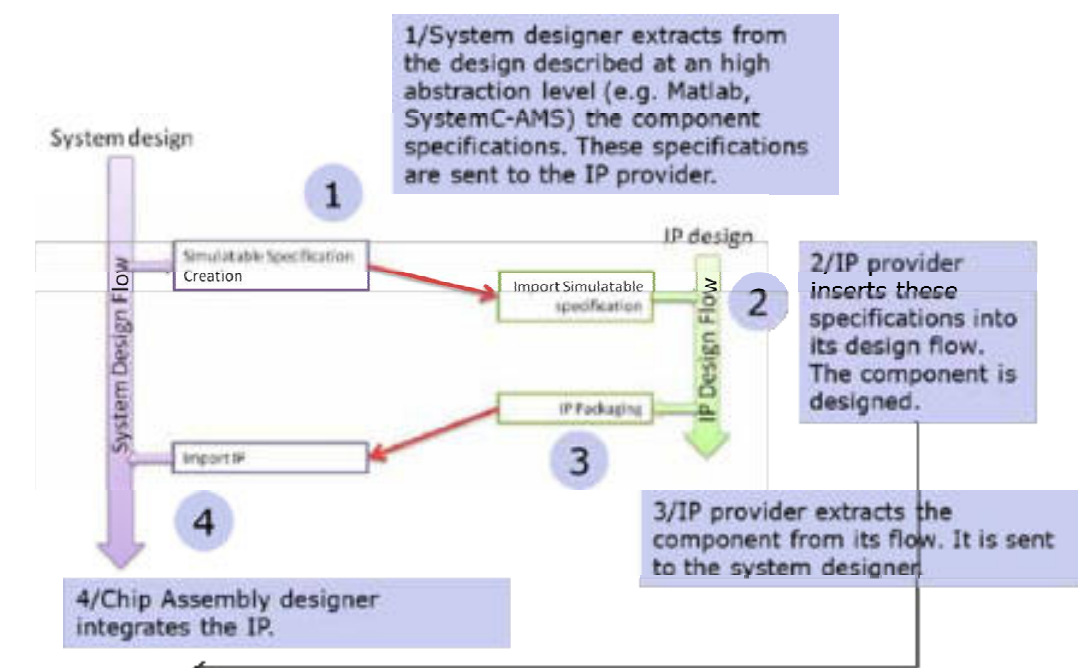 1/System designer extracts from
the design described at an high
abstraction level (e.g. Matlab,
SystemC-AMS) the component
specifications. These specifications
are sent to the IP provider.
System design
1
IP design
Simulatable Specification
Creation
Import Simulatable
specification
2
2/IP provider
inserts these
specifications into
its design flow.
The component is
designed.
System Design Flow
IP Design Flow
IP Packaging
3
Import IP
4
3/IP provider extracts the
component from its flow. It is sent
to the system designer.
4/Chip Assembly designer
integrates the IP.